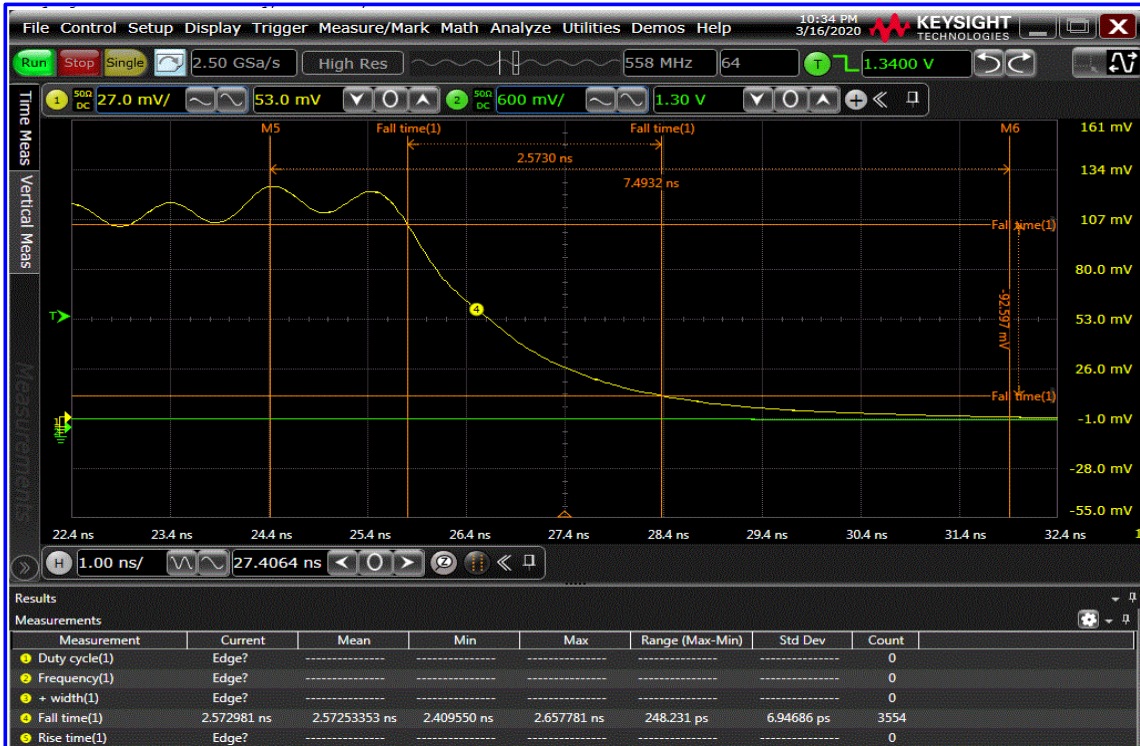 File Control Setup Display Trigger Measure/Mark Math Analyze Utilities Demos Help
10:34 PM
3/16/2020
KEYSIGHT
TECHNOLOGIES
Run Stop Single 2.50 GSa/s High Res 558 MHz 64 T 1.3400 V
1 50Ω DC 27.0 mV/ 53.0 mV 2 50Ω DC 600 mV/ 1.30 V
Time Meas
Vertical Meas
Measurements
M5 Fall time(1) Fall time(1) M6 161 mV
2.5730 ns
134 mV
7.4932 ns
107 mV
Fall time(1)
80.0 mV
-92.597 mV
4
T 53.0 mV
26.0 mV
Fall time(1)
-1.0 mV
-28.0 mV
-55.0 mV
22.4 ns 23.4 ns 24.4 ns 25.4 ns 26.4 ns 27.4 ns 28.4 ns 29.4 ns 30.4 ns 31.4 ns 32.4 ns
H 1.00 ns/ 27.4064 ns
Results
Measurements
Measurement Current Mean Min Max Range (Max-Min) Std Dev Count
1 Duty cycle(1) Edge? -------------- -------------- -------------- -------------- -------------- 0
2 Frequency(1) Edge? -------------- -------------- -------------- -------------- -------------- 0
3 + width(1) Edge? -------------- -------------- -------------- -------------- -------------- 0
4 Fall time(1) 2.572981 ns 2.57253353 ns 2.409550 ns 2.657781 ns 248.231 ps 6.94686 ps 3554
5 Rise time(1) Edge? -------------- -------------- -------------- -------------- -------------- 0